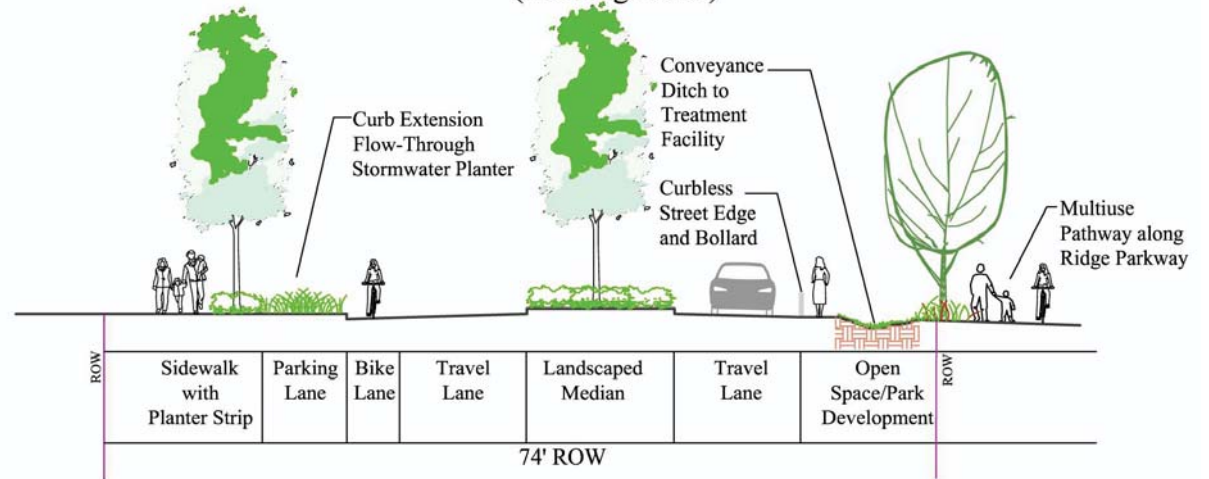 Conveyance
Ditch to
Treatment
Facility
Curb Extension
Flow-Through
Stormwater Planter
Curbless
Street Edge
and Bollard
Multiuse
Pathway along
Ridge Parkway
ROW
Sidewalk
with
Planter Strip
Parking
Lane
Bike
Lane
Travel
Lane
Landscaped
Median
Travel
Lane
Open
Space/Park
Development
ROW
74' ROW